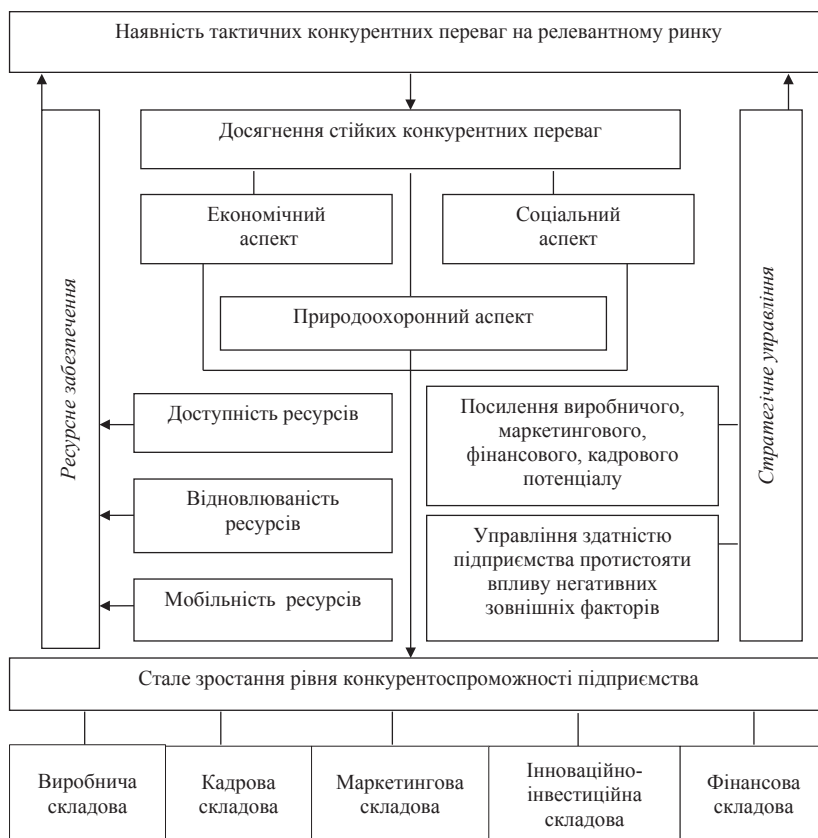 Наявність тактичних конкурентних переваг на релевантному ринку
Досягнення стійких конкурентних переваг
Економічний
аспект
Соціальний
аспект
Природоохоронний аспект
Ресурсне забезпечення
Доступність ресурсів
Відновлюваність
ресурсів
Мобільність ресурсів
Посилення виробничого,
маркетингового,
фінансового, кадрового
потенціалу
Управління здатністю
підприємства протистояти
впливу негативних
зовнішніх факторів
Стратегічне управління
Стале зростання рівня конкурентоспроможності підприємства
Виробнича
складова
Кадрова
складова
Маркетингова
складова
Інноваційно-
інвестиційна
складова
Фінансова
складова